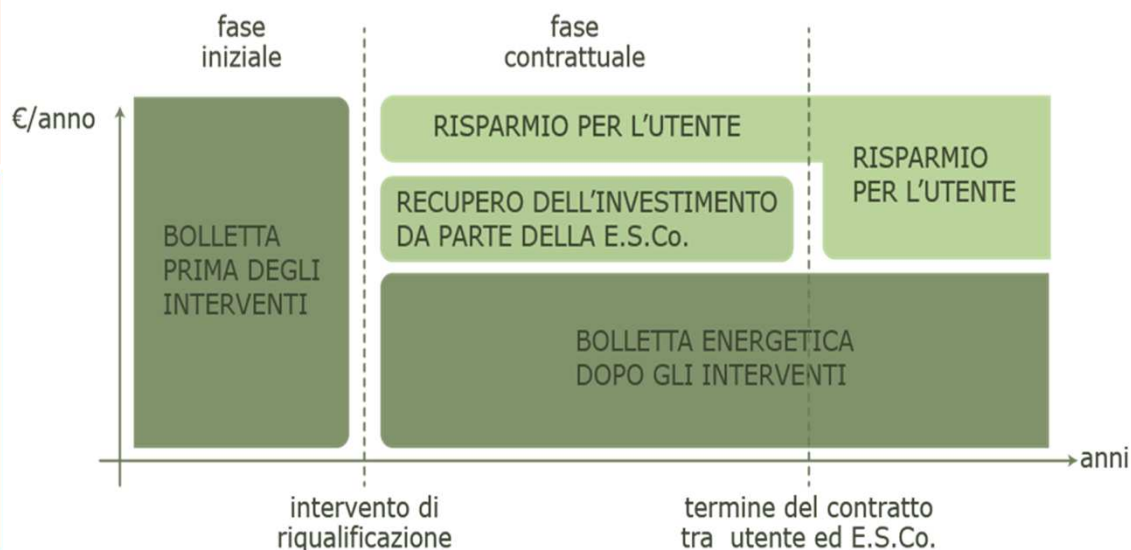 fase
iniziale
fase
contrattuale
€/anno
RISPARMIO PER L'UTENTE
RISPARMIO
PER L'UTENTE
RECUPERO DELL'INVESTIMENTO
DA PARTE DELLA E.S.Co.
BOLLETTA
PRIMA DEGLI
INTERVENTI
BOLLETTA ENERGETICA
DOPO GLI INTERVENTI
anni
intervento di
riqualificazione
termine del contratto
tra utente ed E.S.Co.